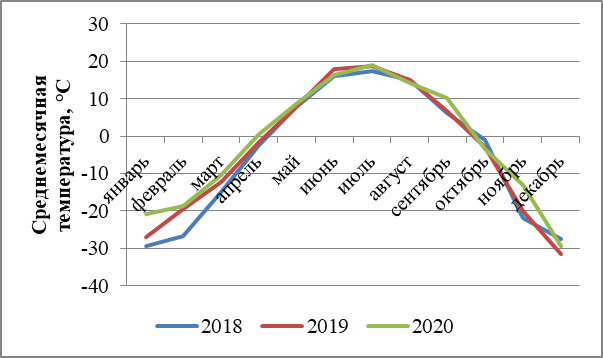 Среднемесячная
температура, °С
30
20
10
0
-10
-20
-30
-40
январь
февраль
март
апрель
май
июнь
июль
август
сентябрь
октябрь
ноябрь
декабрь
2018 2019 2020